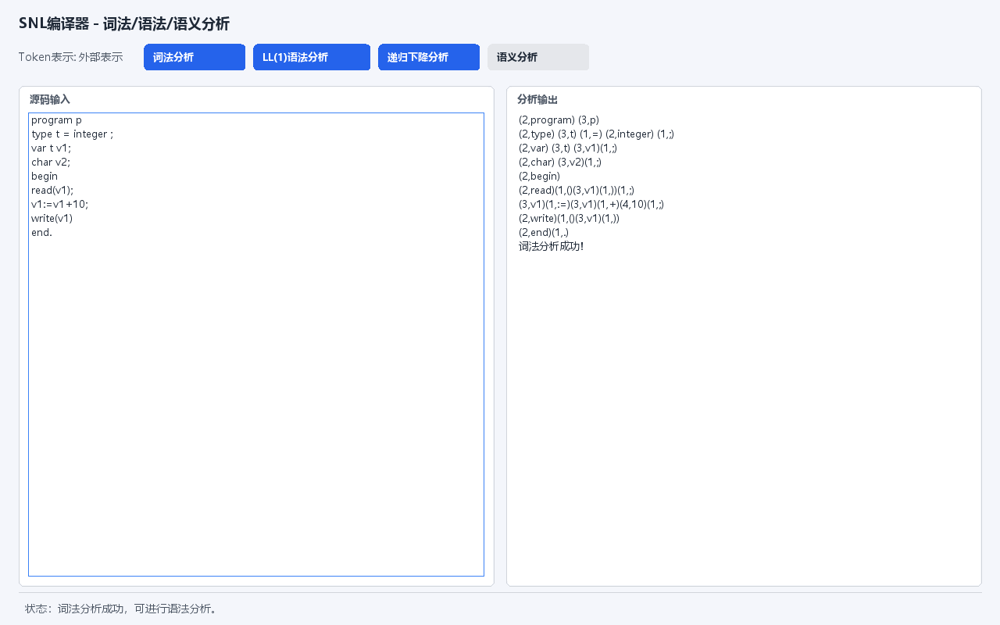 SNL编译器 - 词法/语法/语义分析
Token表示: 外部表示 词法分析 LL(1)语法分析 递归下降分析 语义分析
源码输入
program p
type t = integer ;
var t v1;
char v2;
begin
read(v1);
v1:=v1+10;
write(v1)
end.
分析输出
(2,program) (3,p)
(2,type) (3,t) (1,=) (2,integer) (1,;)
(2,var) (3,t) (3,v1)(1,;)
(2,char) (3,v2)(1,;)
(2,begin)
(2,read)(1,()(3,v1)(1,))(1,;)
(3,v1)(1,:=)(3,v1)(1,+)(4,10)(1,;)
(2,write)(1,()(3,v1)(1,))
(2,end)(1,.)
词法分析成功!
状态：词法分析成功，可进行语法分析。